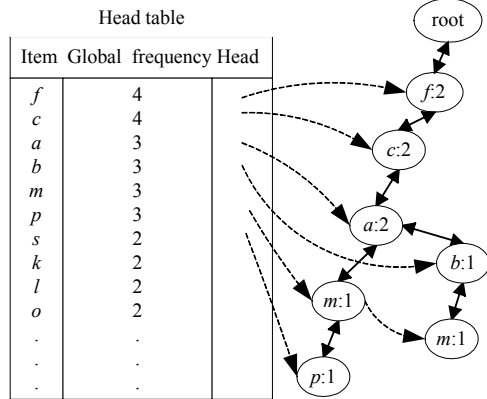 Head table
Item Global frequency Head
f 4
c 4
a 3
b 3
m 3
p 3
s 2
k 2
l 2
o 2
. .
. .
. .
root
f:2
c:2
a:2
b:1
m:1
m:1
p:1